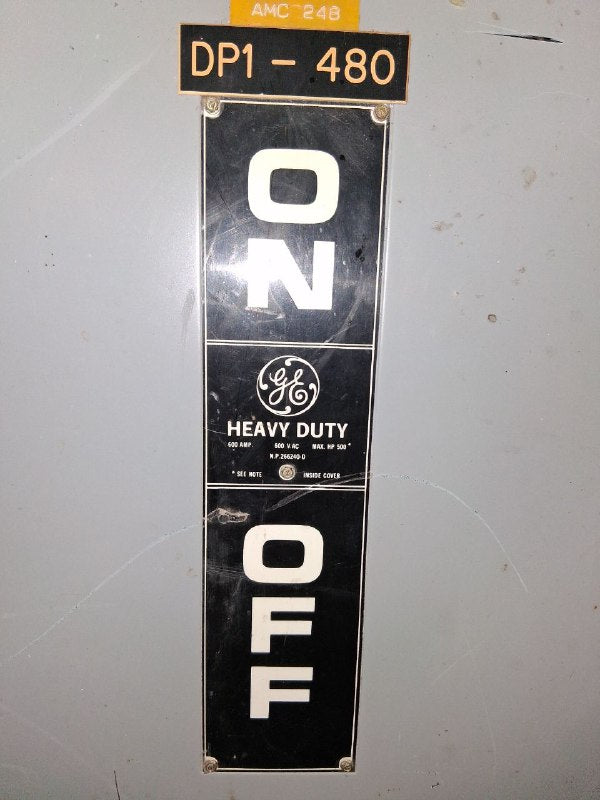 AMC 248
DP1 - 480
ON
GE
HEAVY DUTY
600 AMP. 600 V AC MAX. HP 500*
N.P. 266240-D
* SEE NOTE INSIDE COVER
OFF